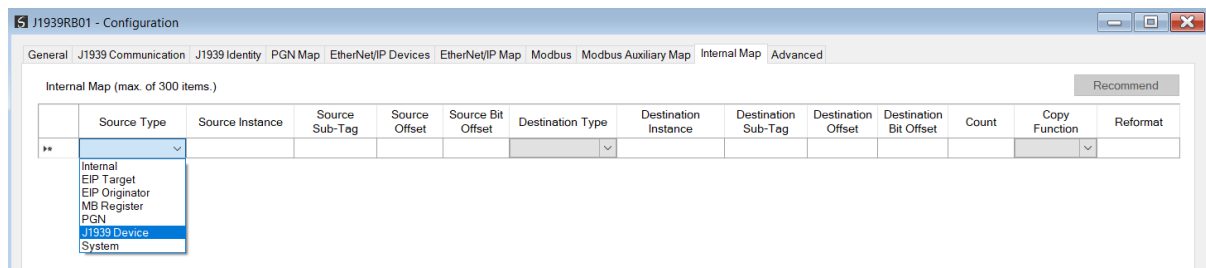 J1939RB01 - Configuration
General J1939 Communication J1939 Identity PGN Map EtherNet/IP Devices EtherNet/IP Map Modbus Modbus Auxiliary Map Internal Map Advanced
Internal Map (max. of 300 items.) Recommend
Source Type Source Instance Source Sub-Tag Source Offset Source Bit Offset Destination Type Destination Instance Destination Sub-Tag Destination Offset Destination Bit Offset Count Copy Function Reformat
Internal
EIP Target
EIP Originator
MB Register
PGN
J1939 Device
System